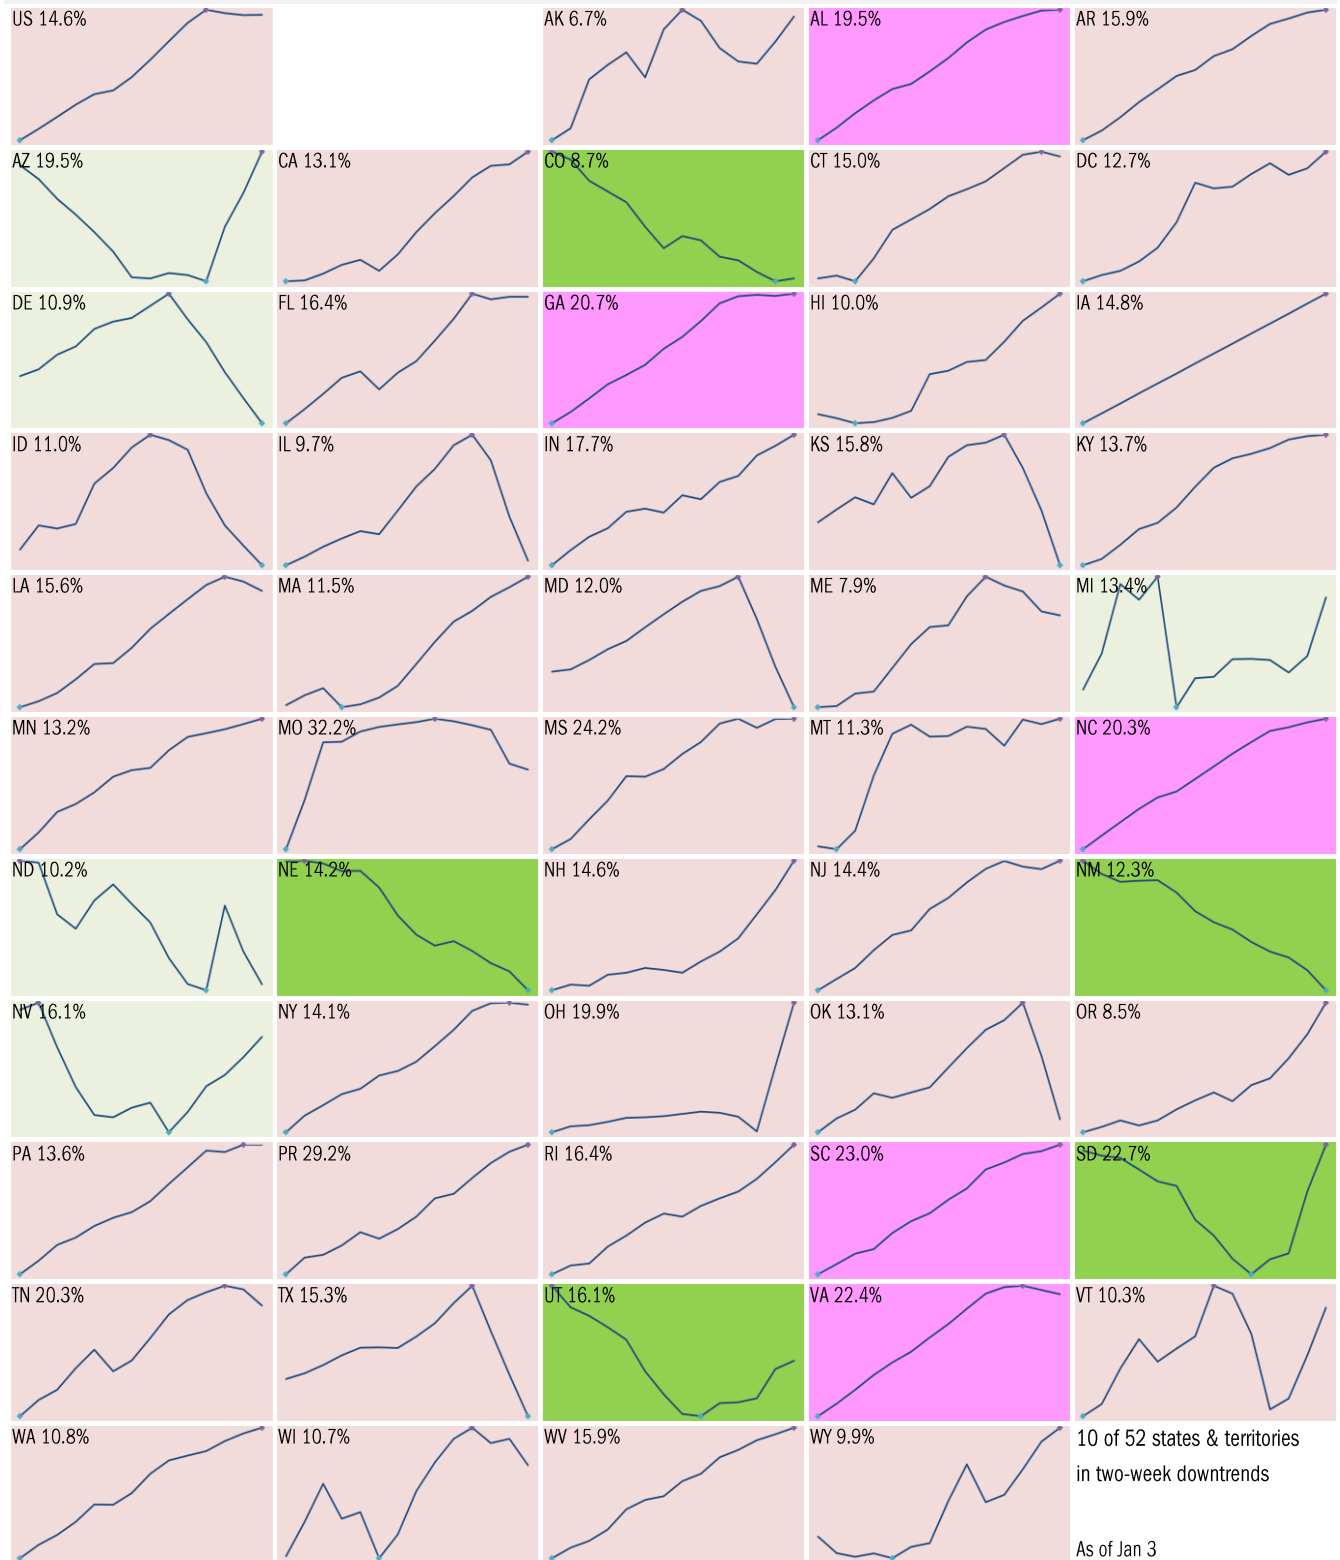 US 14.6%
AK 6.7%
AL 19.5%
AR 15.9%
AZ 19.5%
CA 13.1%
CO 8.7%
CT 15.0%
DC 12.7%
DE 10.9%
FL 16.4%
GA 20.7%
HI 10.0%
IA 14.8%
ID 11.0%
IL 9.7%
IN 17.7%
KS 15.8%
KY 13.7%
LA 15.6%
MA 11.5%
MD 12.0%
ME 7.9%
MI 13.4%
MN 13.2%
MO 32.2%
MS 24.2%
MT 11.3%
NC 20.3%
ND 10.2%
NE 14.2%
NH 14.6%
NJ 14.4%
NM 12.3%
NV 16.1%
NY 14.1%
OH 19.9%
OK 13.1%
OR 8.5%
PA 13.6%
PR 29.2%
RI 16.4%
SC 23.0%
SD 22.7%
TN 20.3%
TX 15.3%
UT 16.1%
VA 22.4%
VT 10.3%
WA 10.8%
WI 10.7%
WV 15.9%
WY 9.9%
10 of 52 states & territories
in two-week downtrends
As of Jan 3